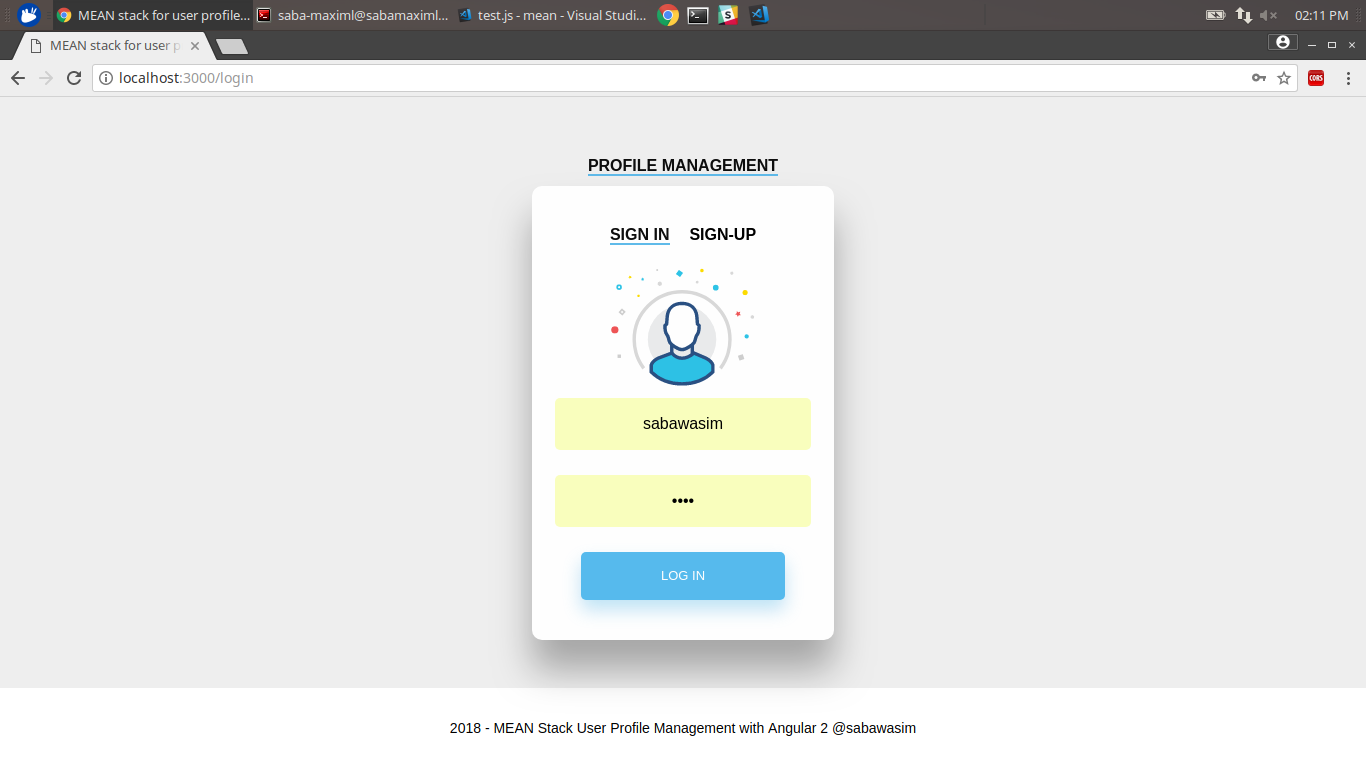 MEAN stack for user profile...
saba-maximl@sabamaximl...
test.js - mean - Visual Studi...
02:11 PM
MEAN stack for user p
localhost:3000/login
CORS
PROFILE MANAGEMENT
SIGN IN SIGN-UP
sabawasim
••••
LOG IN
2018 - MEAN Stack User Profile Management with Angular 2 @sabawasim